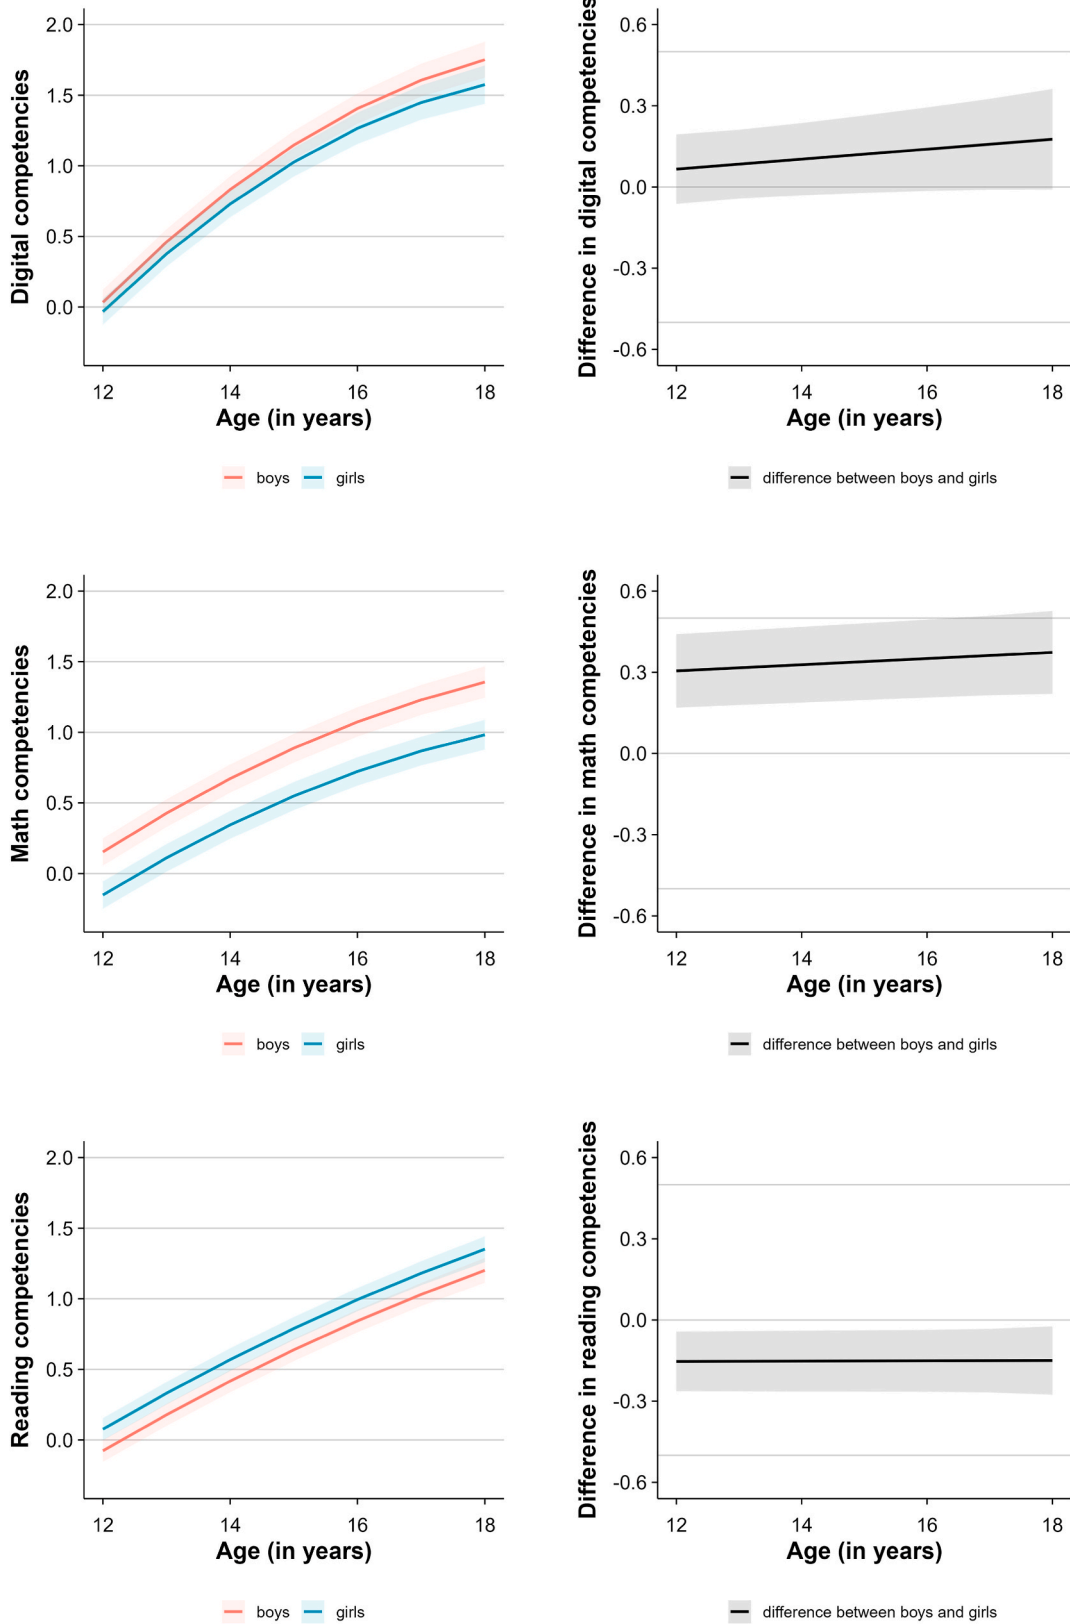 Digital competencies
2.0
1.5
1.0
0.5
0.0
12 14 16 18
Age (in years)
boys girls
Difference in digital competencies
0.6
0.3
0.0
-0.3
-0.6
12 14 16 18
Age (in years)
difference between boys and girls
Math competencies
2.0
1.5
1.0
0.5
0.0
12 14 16 18
Age (in years)
boys girls
Difference in math competencies
0.6
0.3
0.0
-0.3
-0.6
12 14 16 18
Age (in years)
difference between boys and girls
Reading competencies
2.0
1.5
1.0
0.5
0.0
12 14 16 18
Age (in years)
boys girls
Difference in reading competencies
0.6
0.3
0.0
-0.3
-0.6
12 14 16 18
Age (in years)
difference between boys and girls